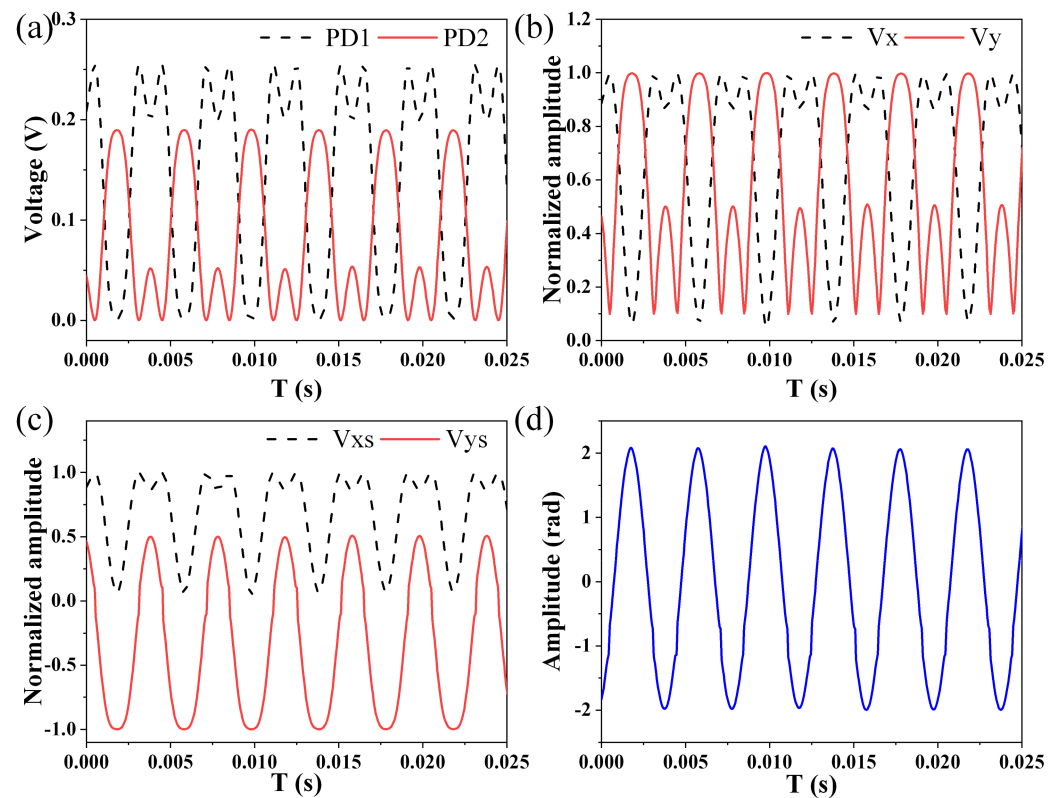 (a)
PD1 PD2
Voltage (V)
0.3
0.2
0.1
0.0
0.000 0.005 0.010 0.015 0.020 0.025
T (s)
(b)
Vx Vy
Normalized amplitude
1.2
1.0
0.8
0.6
0.4
0.2
0.0
0.000 0.005 0.010 0.015 0.020 0.025
T (s)
(c)
Vxs Vys
Normalized amplitude
1.0
0.5
0.0
-0.5
-1.0
0.000 0.005 0.010 0.015 0.020 0.025
T (s)
(d)
Amplitude (rad)
2
1
0
-1
-2
0.000 0.005 0.010 0.015 0.020 0.025
T (s)